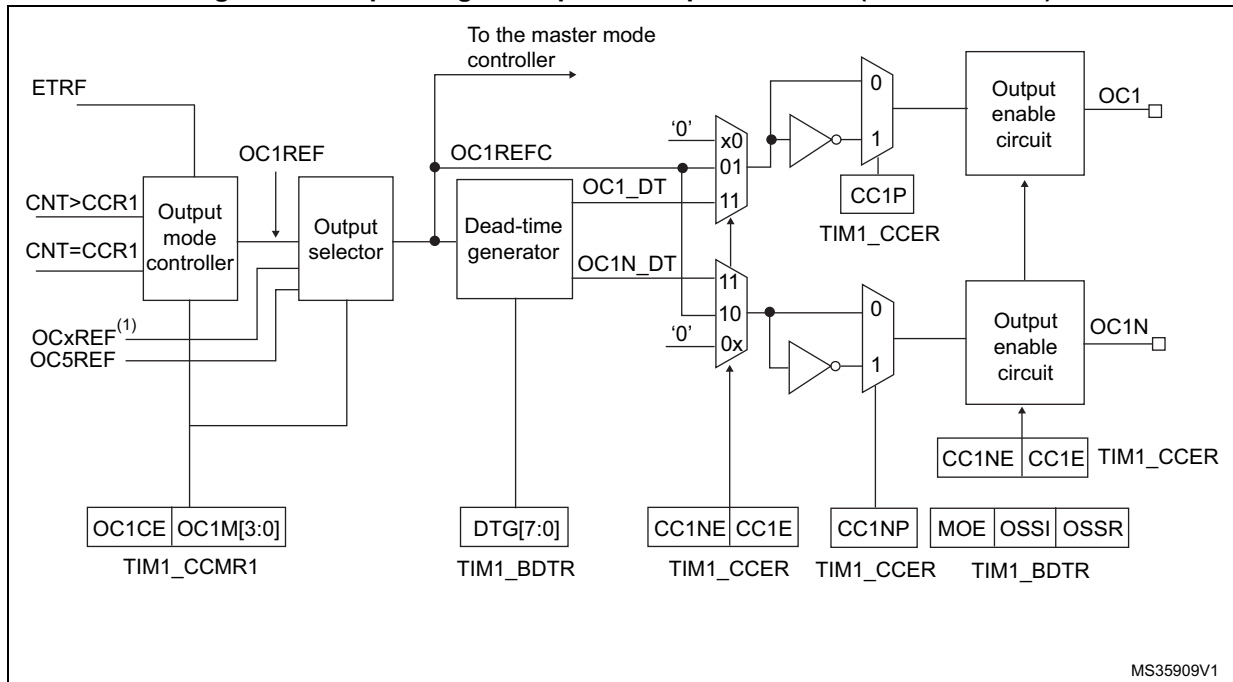 To the master mode
controller
ETRF
OC1REF
CNT>CCR1
CNT=CCR1
Output
mode
controller
Output
selector
OCxREF(1)
OC5REF
OC1REFC
Dead-time
generator
OC1_DT
OC1N_DT
'0'
x0
01
11
11
10
'0'
0x
0
1
CC1P
TIM1_CCER
0
1
Output
enable
circuit
OC1
Output
enable
circuit
OC1N
CC1NE CC1E TIM1_CCER
OC1CE OC1M[3:0]
TIM1_CCMR1
DTG[7:0]
TIM1_BDTR
CC1NE CC1E
TIM1_CCER
CC1NP
TIM1_CCER
MOE OSSI OSSR
TIM1_BDTR
MS35909V1